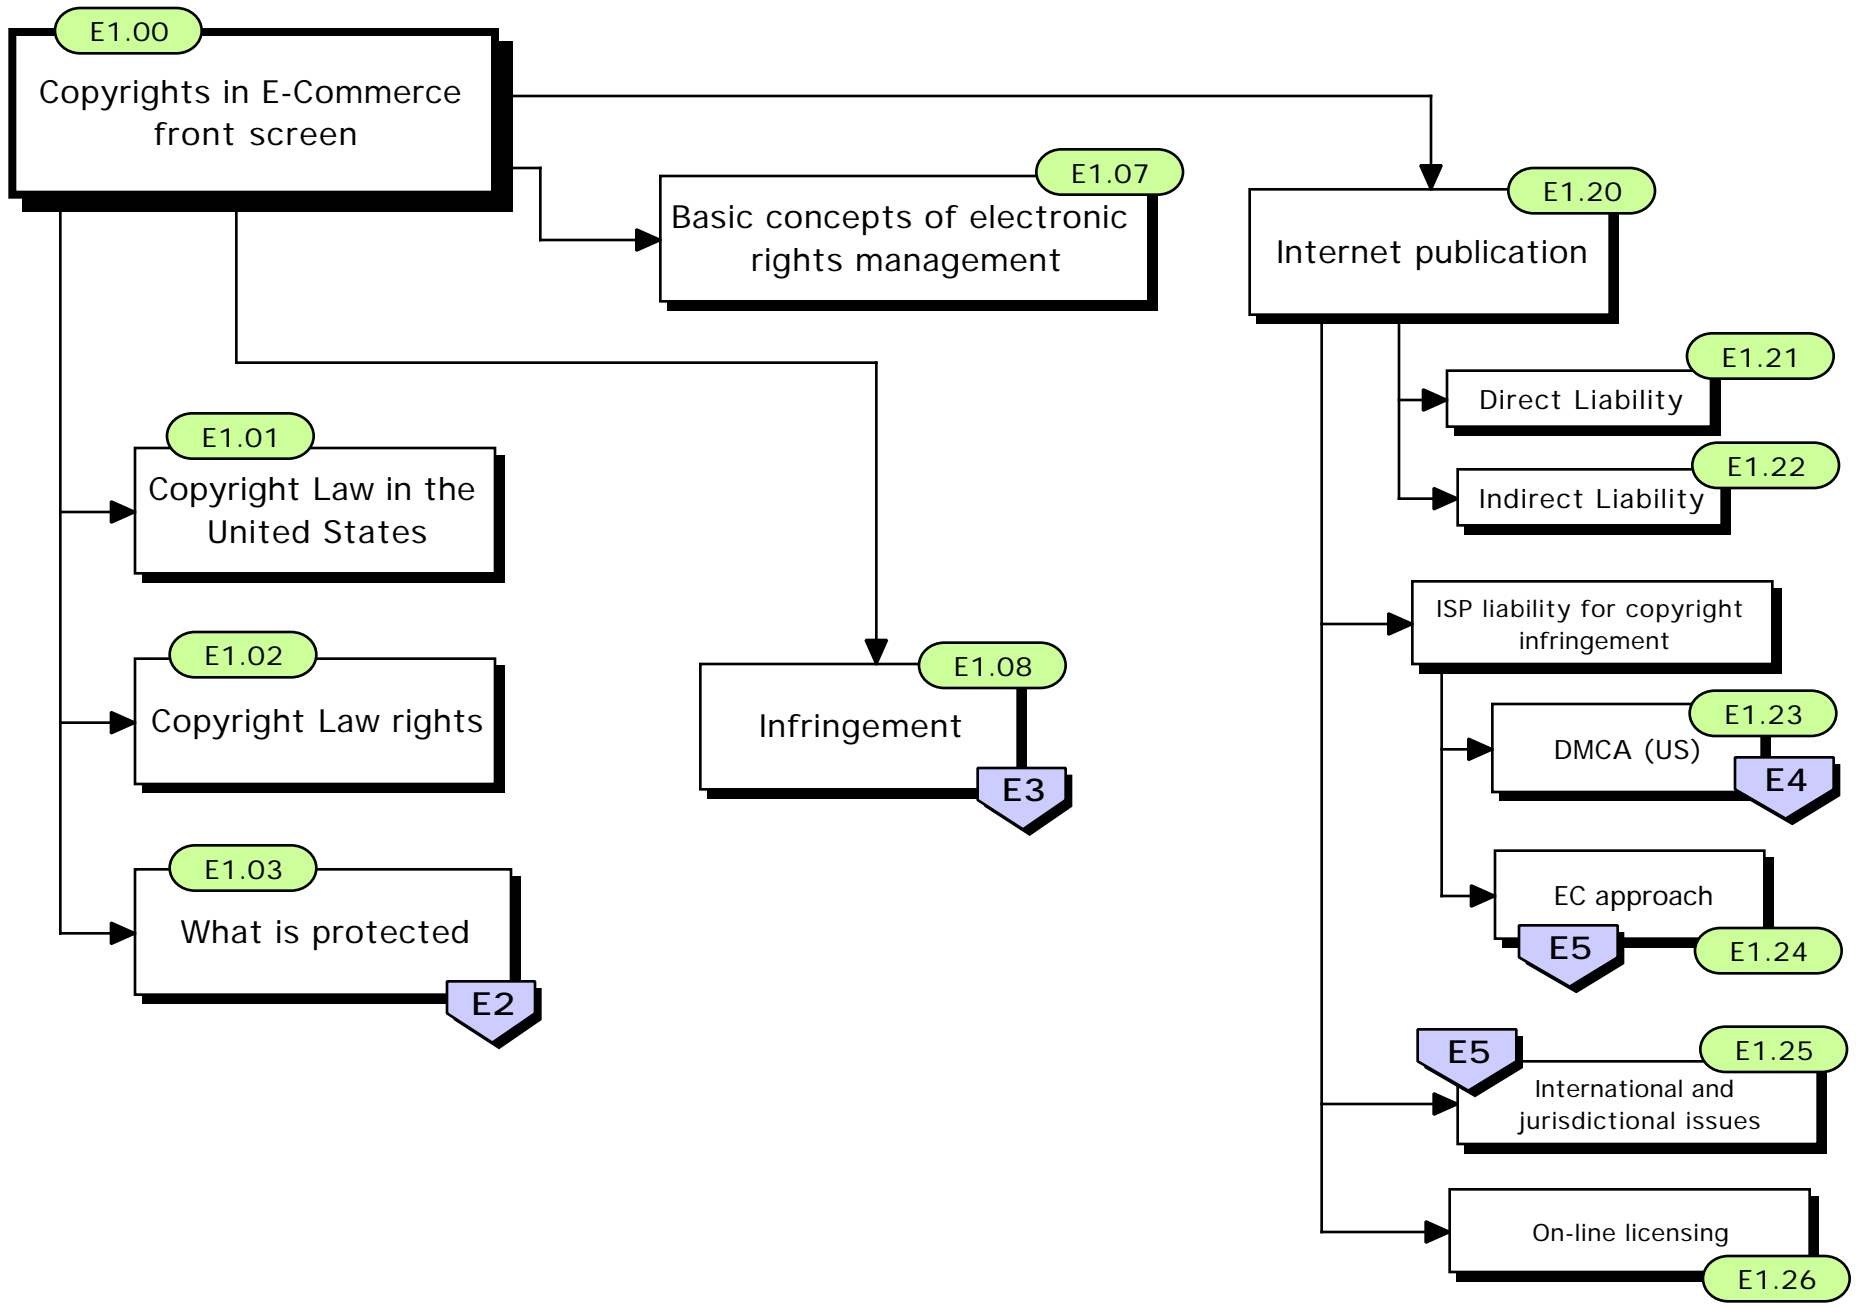 E1.00
Copyrights in E-Commerce
front screen
E1.07
Basic concepts of electronic
rights management
E1.20
Internet publication
E1.21
Direct Liability
E1.22
Indirect Liability
E1.01
Copyright Law in the
United States
E1.02
Copyright Law rights
E1.03
What is protected
E2
E1.08
Infringement
E3
ISP liability for copyright
infringement
E1.23
DMCA (US)
E4
EC approach
E5
E1.24
E5
E1.25
International and
jurisdictional issues
On-line licensing
E1.26